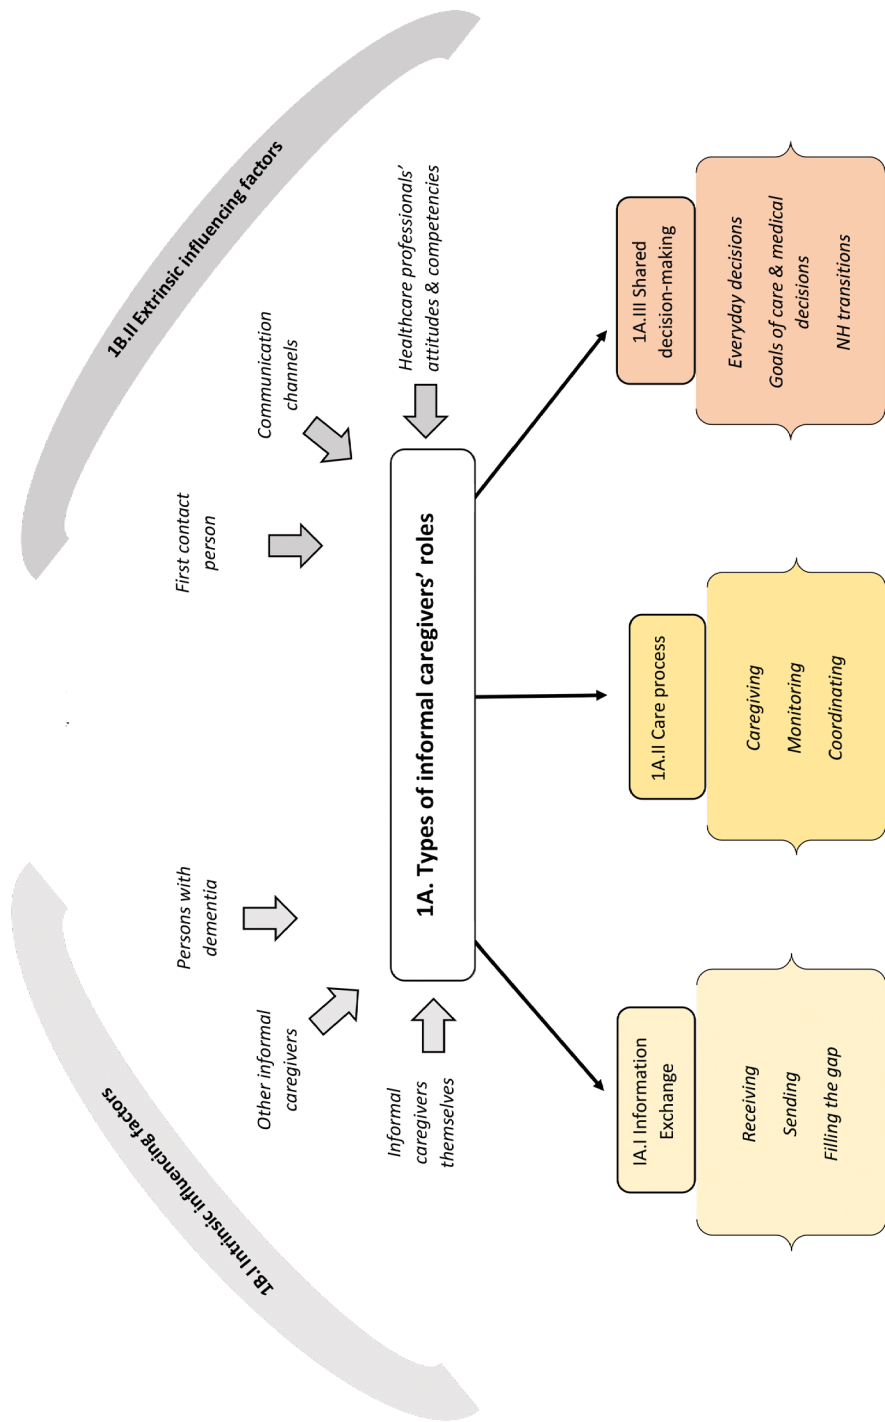 1B.I Intrinsic influencing factors
1B.II Extrinsic influencing factors
Persons with
dementia
Other informal
caregivers
Informal
caregivers
themselves
First contact
person
Communication
channels
Healthcare professionals’
attitudes & competencies
1A. Types of informal caregivers’ roles
IA.I Information
Exchange
Receiving
Sending
Filling the gap
1A.II Care process
Caregiving
Monitoring
Coordinating
1A.III Shared
decision-making
Everyday decisions
Goals of care & medical
decisions
NH transitions